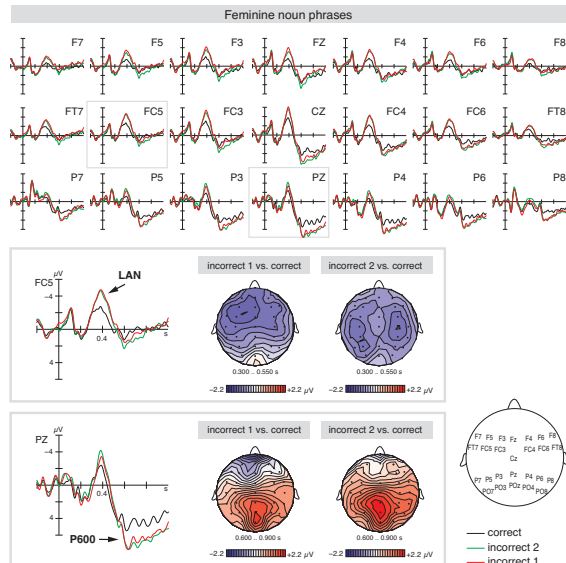 Feminine noun phrases
F7 F5 F3 FZ F4 F6 F8
FT7 FC5 FC3 CZ FC4 FC6 FT8
P7 P5 P3 PZ P4 P6 P8
µV
FC5
−4
4
0.4
s
LAN
incorrect 1 vs. correct
incorrect 2 vs. correct
0.300 .. 0.550 s
0.300 .. 0.550 s
−2.2 +2.2 µV
−2.2 +2.2 µV
µV
PZ
−4
4
0.4
s
P600
incorrect 1 vs. correct
incorrect 2 vs. correct
0.600 .. 0.900 s
0.600 .. 0.900 s
−2.2 +2.2 µV
−2.2 +2.2 µV
F7 F5 F3 Fz F4 F6 F8
FT7 FC5 FC3 FC4 FC6 FT8
Cz
P7 P5 P3 Pz P4 P6 P8
PO7 PO3 POz PO4 PO8
correct
incorrect 2
incorrect 1